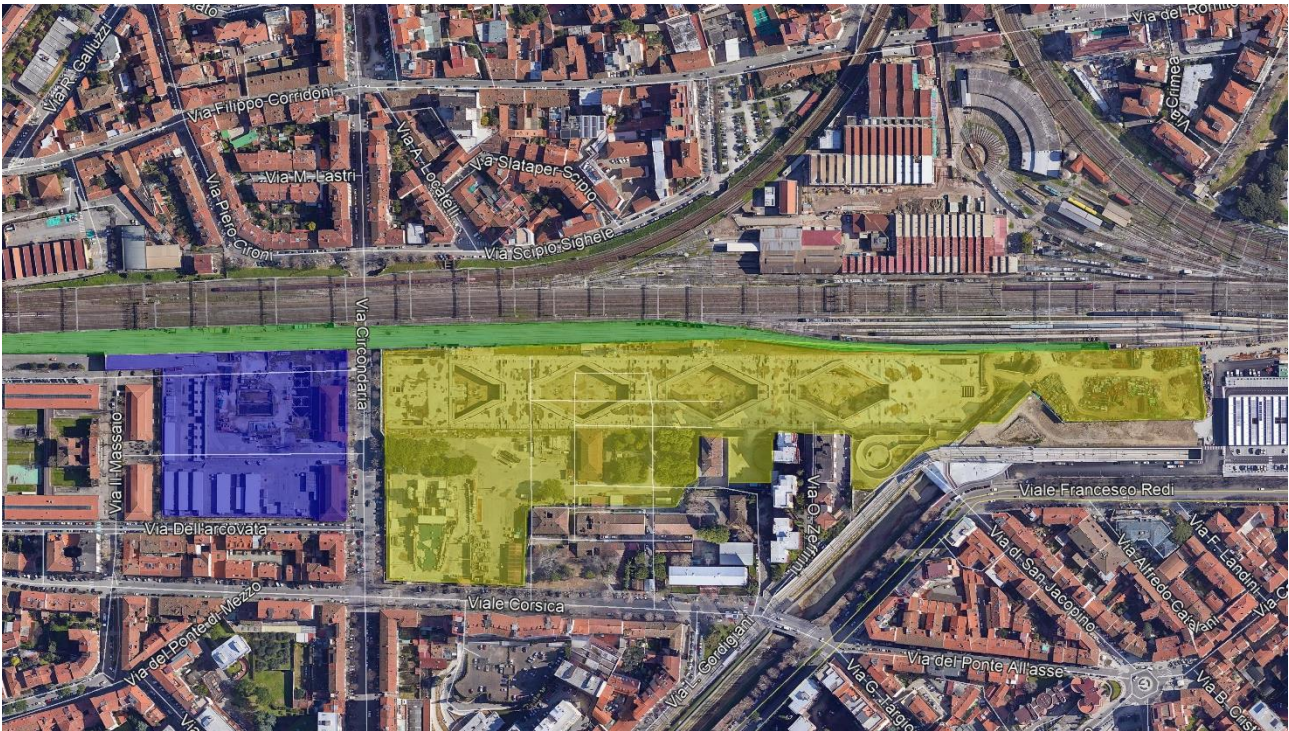 Via del Romito
Via R. Galluzzi
Via Crimea
Via Filippo Corridoni
Via A. Locatelli
Via Slataper Scipio
Via M. Lastri
Via Piero Cironi
Via Scipio Sighele
Via Circondaria
Via Il Massaio
Via Dell'arcovata
Via O. Zeffirini
Viale Francesco Redi
Via di San Jacopino
Via Alfredo Catalani
Via F. Landini
Viale Corsica
Via del Ponte di Mezzo
Via L. Gordigiani
Via del Ponte All'asse